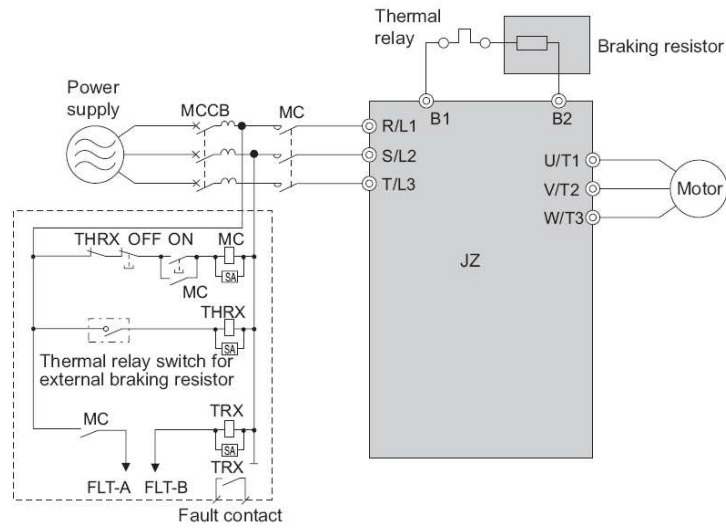 Thermal
relay
Braking resistor
Power
supply
MCCB
MC
B1
B2
R/L1
S/L2
T/L3
U/T1
V/T2
W/T3
Motor
JZ
THRX OFF ON MC
SA
MC
THRX
SA
Thermal relay switch for
external braking resistor
MC
TRX
SA
TRX
FLT-A FLT-B
Fault contact